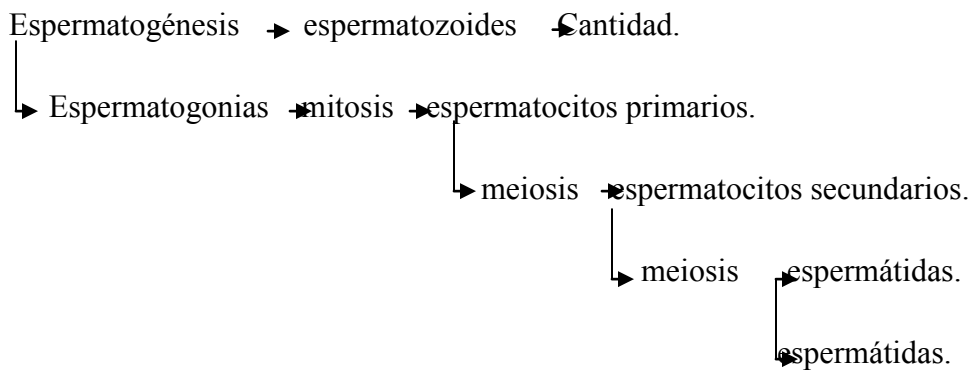 Espermatogénesis espermatozoides Cantidad.
Espermatogonias mitosis espermatocitos primarios.
meiosis espermatocitos secundarios.
meiosis espermátidas.
espermátidas.